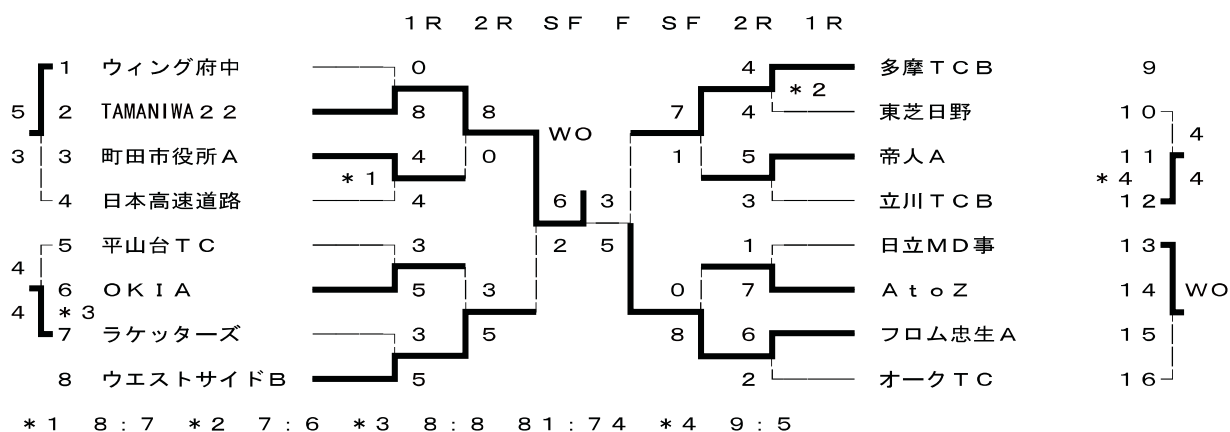 １Ｒ ２Ｒ ＳＦ Ｆ ＳＦ ２Ｒ １Ｒ
１ ウィング府中 ０ ４ 多摩ＴＣＢ ９
＊２
５ ２ TAMANIWA２２ ８ ８ ７ ４ 東芝日野 １０
ＷＯ ４
３ ３ 町田市役所Ａ ４ ０ １ ５ 帝人Ａ １１
＊１ ＊４ ４
４ 日本高速道路 ４ ６ ３ ３ 立川ＴＣＢ １２
５ 平山台ＴＣ ３ ２ ５ １ 日立ＭＤ事 １３
４
６ ＯＫＩＡ ５ ３ ０ ７ ＡｔｏＺ １４ ＷＯ
４ ＊３
７ ラケッターズ ３ ５ ８ ６ フロム忠生Ａ １５
８ ウエストサイドＢ ５ ２ オークＴＣ １６
＊１ ８：７ ＊２ ７：６ ＊３ ８：８ ８１：７４ ＊４ ９：５